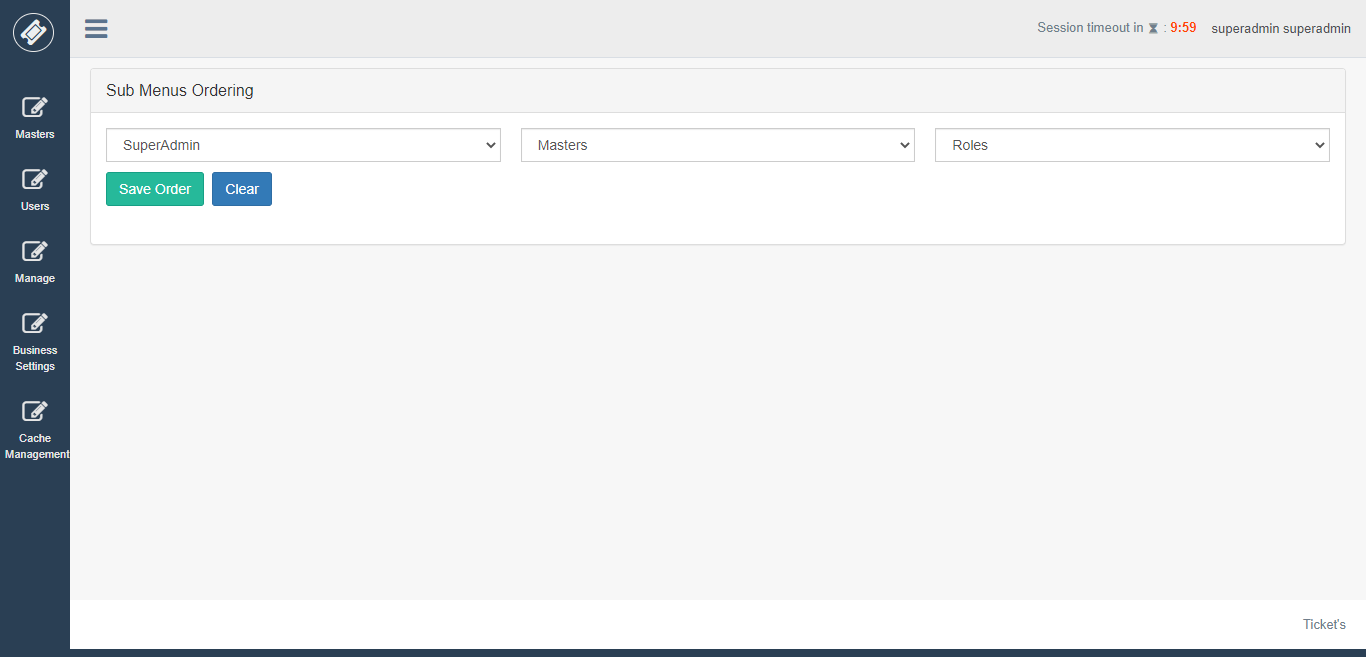 Session timeout in : 9:59 superadmin superadmin
Masters
Users
Manage
Business
Settings
Cache
Management
Sub Menus Ordering
SuperAdmin Masters Roles
Save Order Clear
Ticket's